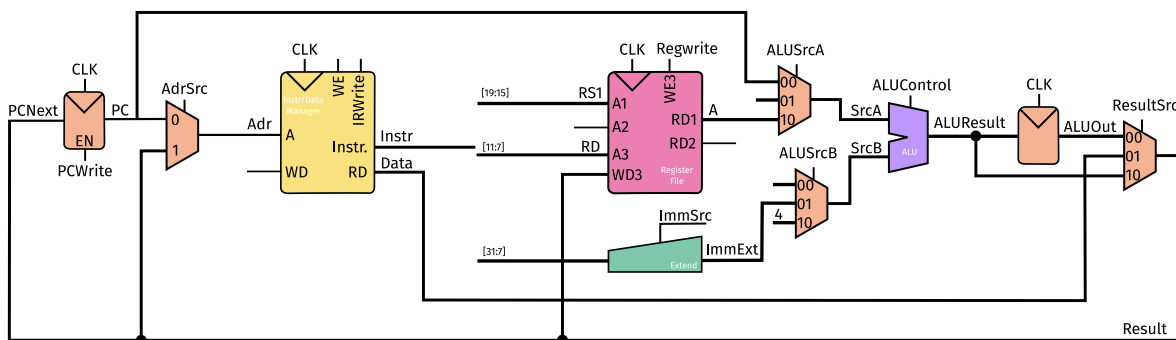 CLK
PCNext
EN
PC
PCWrite
AdrSrc
0
1
Adr
CLK
WE
IRWrite
Instr/Data
Manager
A
WD
Instr.
RD
Instr
Data
[19:15]
RS1
[11:7]
RD
CLK
Regwrite
WE3
A1
A2
A3
WD3
RD1
RD2
Register
File
A
[31:7]
ImmSrc
Extend
ImmExt
ALUSrcA
00
01
10
ALUSrcB
00
01
10
4
SrcA
SrcB
ALUControl
ALU
ALUResult
CLK
ALUOut
ResultSrc
00
01
10
Result